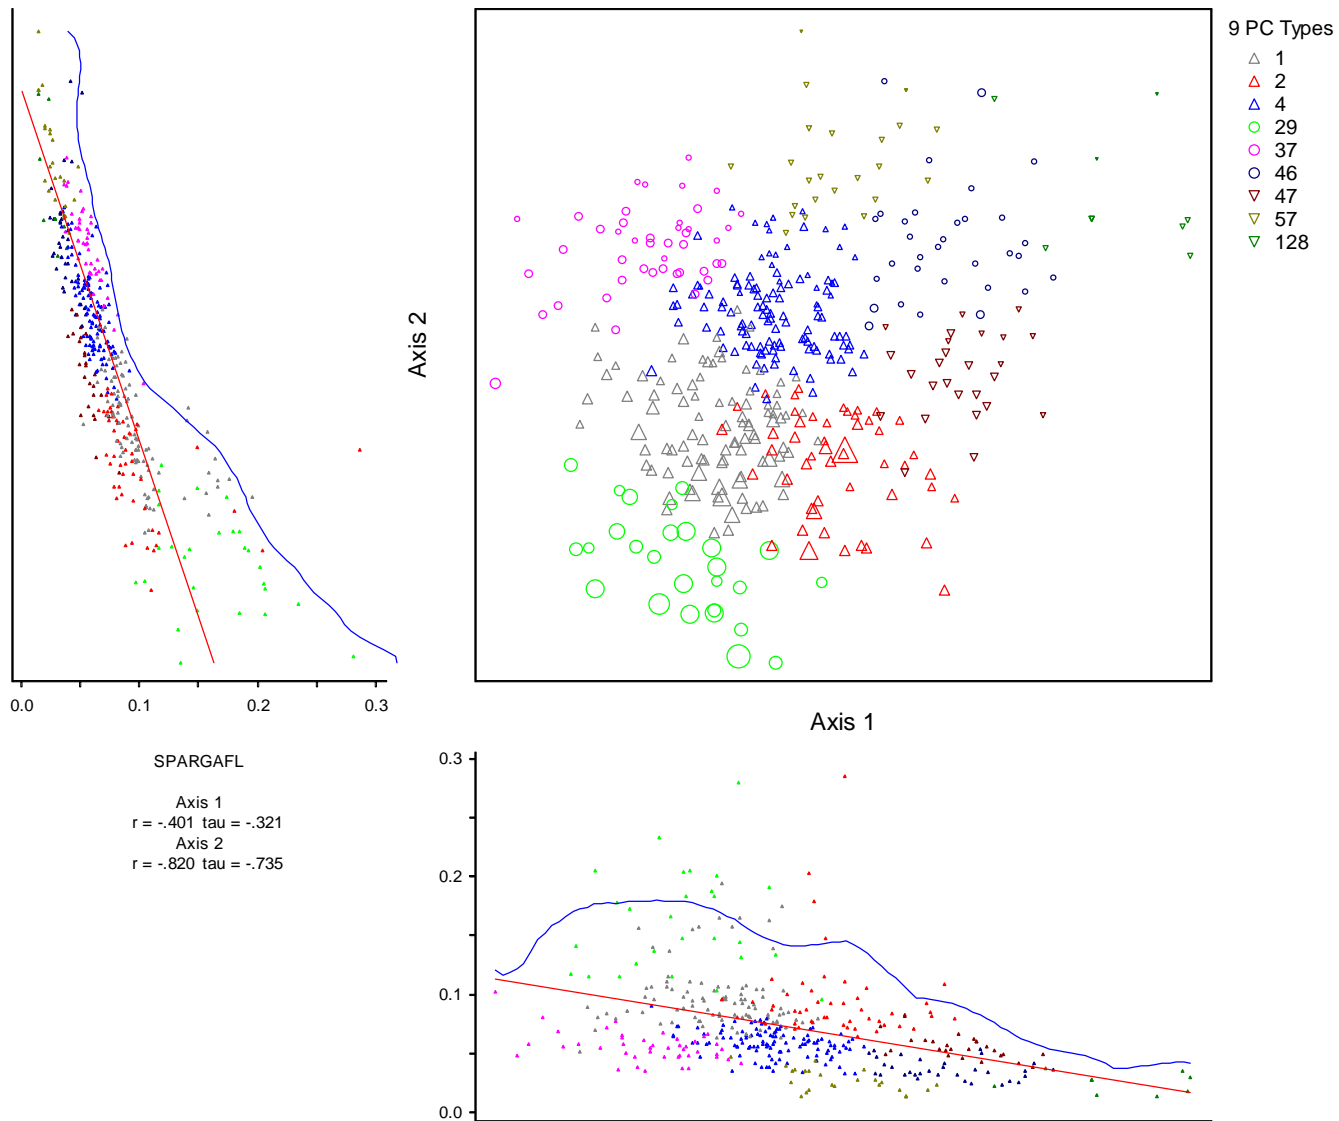 9 PC Types
1
2
4
29
37
46
47
57
128
Axis 2
0.0 0.1 0.2 0.3
Axis 1
SPARGAFL
Axis 1
r = -.401 tau = -.321
Axis 2
r = -.820 tau = -.735
0.3
0.2
0.1
0.0